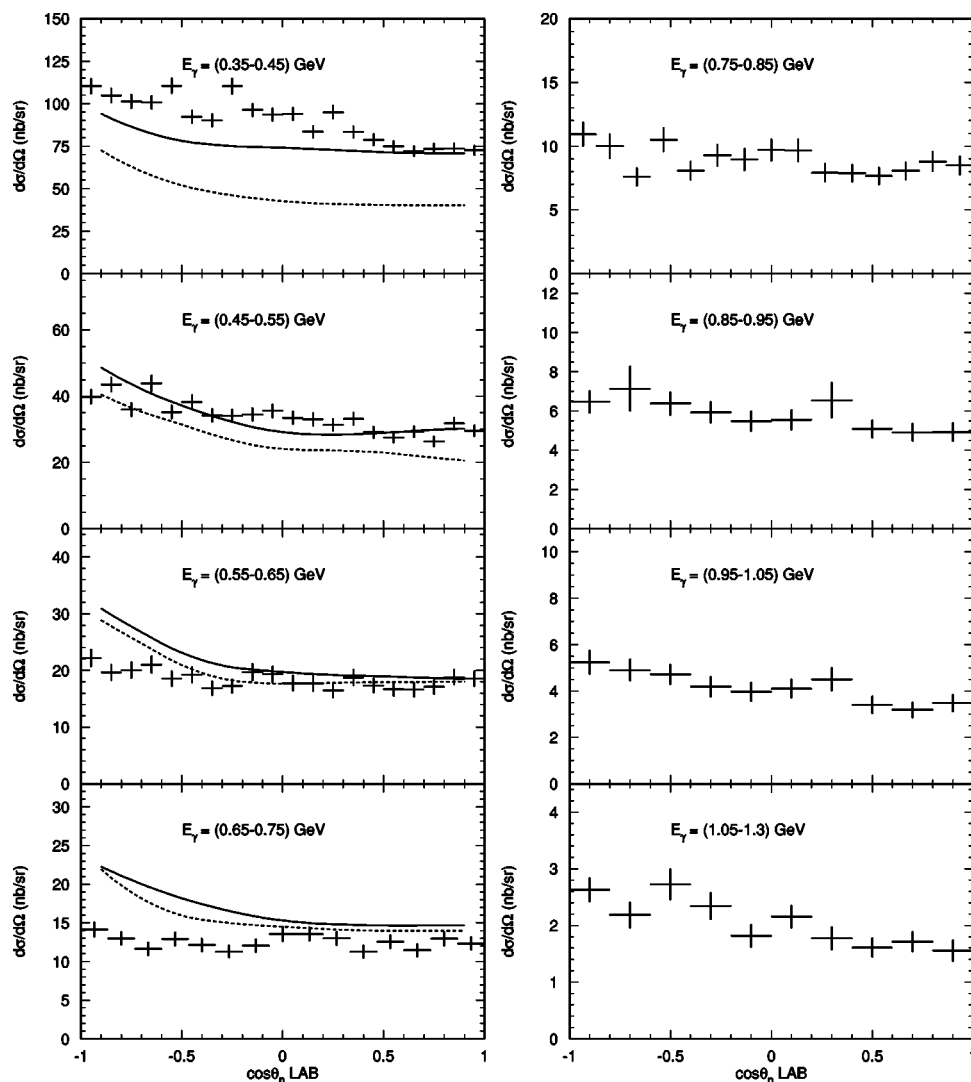 dσ/dΩ (nb/sr)
150
125
100
75
50
25
0
E_γ = (0.35-0.45) GeV
dσ/dΩ (nb/sr)
20
15
10
5
0
E_γ = (0.75-0.85) GeV
dσ/dΩ (nb/sr)
60
40
20
0
E_γ = (0.45-0.55) GeV
dσ/dΩ (nb/sr)
12
10
8
6
4
2
0
E_γ = (0.85-0.95) GeV
dσ/dΩ (nb/sr)
40
30
20
10
0
E_γ = (0.55-0.65) GeV
dσ/dΩ (nb/sr)
10
8
6
4
2
0
E_γ = (0.95-1.05) GeV
dσ/dΩ (nb/sr)
30
25
20
15
10
5
0
E_γ = (0.65-0.75) GeV
-1 -0.5 0 0.5 1
cosθ_p LAB
dσ/dΩ (nb/sr)
4
3
2
1
0
E_γ = (1.05-1.3) GeV
-1 -0.5 0 0.5 1
cosθ_p LAB